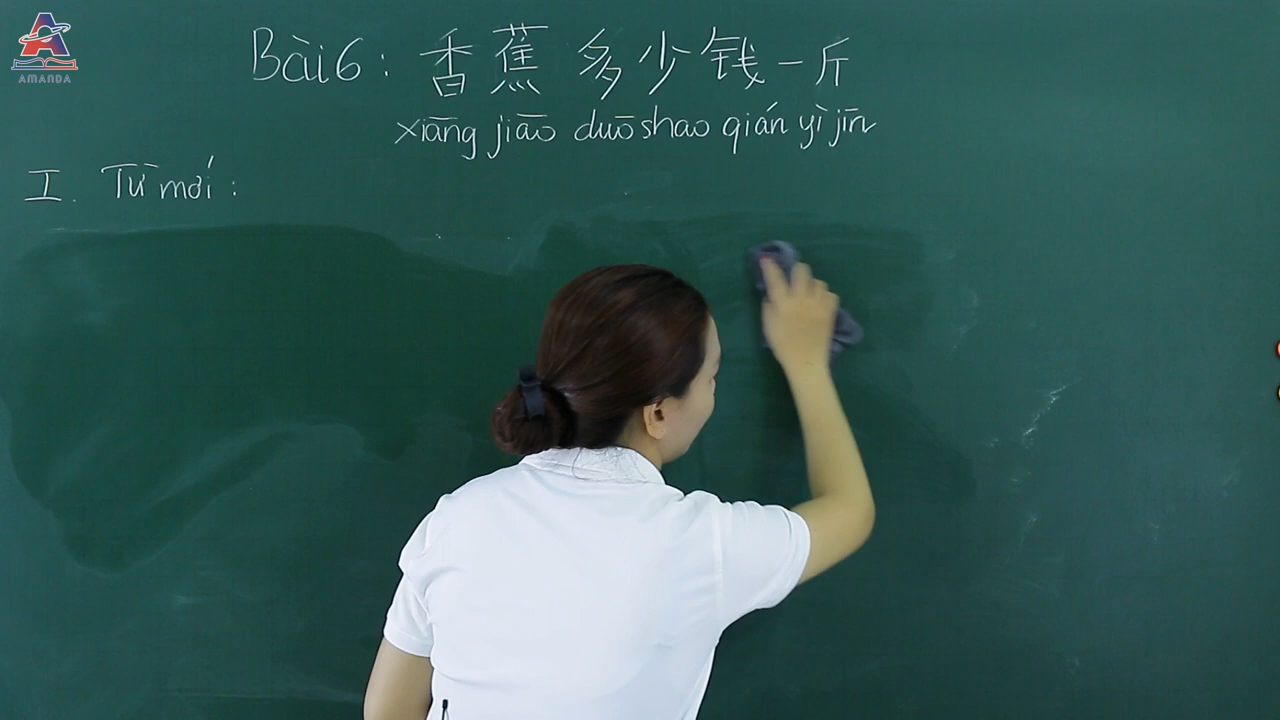 AMANDA
Bài 6: 香蕉多少钱一斤
xiāng jiāo duō shao qián yì jīn
I. Từ mới: